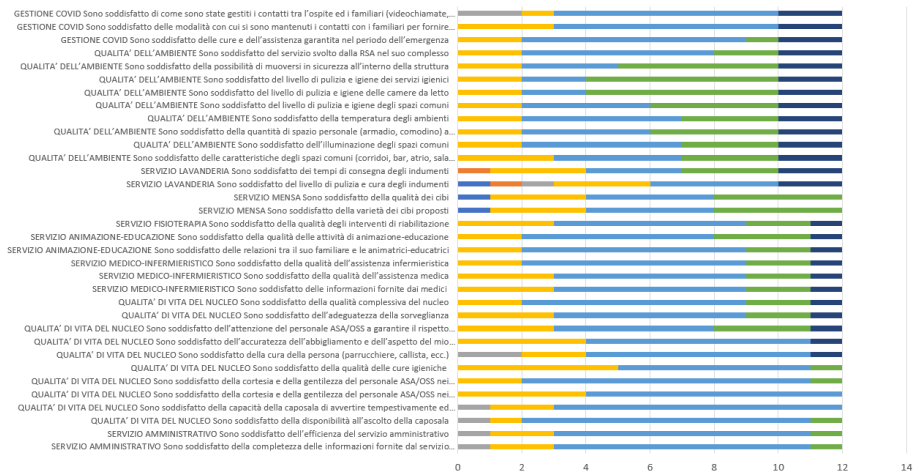 GESTIONE COVID Sono soddisfatto di come sono state gestiti i contatti tra l'ospite ed i familiari (videochiamate,...
GESTIONE COVID Sono soddisfatto delle modalità con cui si sono mantenuti i contatti con i familiari per fornire...
GESTIONE COVID Sono soddisfatto delle cure e dell'assistenza garantita nel periodo dell'emergenza
QUALITA' DELL'AMBIENTE Sono soddisfatto del servizio svolto dalla RSA nel suo complesso
QUALITA' DELL'AMBIENTE Sono soddisfatto della possibilità di muoversi in sicurezza all'interno della struttura
QUALITA' DELL'AMBIENTE Sono soddisfatto del livello di pulizia e igiene dei servizi igienici
QUALITA' DELL'AMBIENTE Sono soddisfatto del livello di pulizia e igiene delle camere da letto
QUALITA' DELL'AMBIENTE Sono soddisfatto del livello di pulizia e igiene degli spazi comuni
QUALITA' DELL'AMBIENTE Sono soddisfatto della temperatura degli ambienti
QUALITA' DELL'AMBIENTE Sono soddisfatto della quantità di spazio personale (armadio, comodino) a...
QUALITA' DELL'AMBIENTE Sono soddisfatto dell'illuminazione degli spazi comuni
QUALITA' DELL'AMBIENTE Sono soddisfatto delle caratteristiche degli spazi comuni (corridoi, bar, atrio, sala...
SERVIZIO LAVANDERIA Sono soddisfatto dei tempi di consegna degli indumenti
SERVIZIO LAVANDERIA Sono soddisfatto del livello di pulizia e cura degli indumenti
SERVIZIO MENSA Sono soddisfatto della qualità dei cibi
SERVIZIO MENSA Sono soddisfatto della varietà dei cibi proposti
SERVIZIO FISIOTERAPIA Sono soddisfatto della qualità degli interventi di riabilitazione
SERVIZIO ANIMAZIONE-EDUCAZIONE Sono soddisfatto della qualità delle attività di animazione-educazione
SERVIZIO ANIMAZIONE-EDUCAZIONE Sono soddisfatto delle relazioni tra il suo familiare e le animatrici-educatrici
SERVIZIO MEDICO-INFERMIERISTICO Sono soddisfatto della qualità dell'assistenza infermieristica
SERVIZIO MEDICO-INFERMIERISTICO Sono soddisfatto della qualità dell'assistenza medica
SERVIZIO MEDICO-INFERMIERISTICO Sono soddisfatto delle informazioni fornite dai medici
QUALITA' DI VITA DEL NUCLEO Sono soddisfatto della qualità complessiva del nucleo
QUALITA' DI VITA DEL NUCLEO Sono soddisfatto dell'adeguatezza della sorveglianza
QUALITA' DI VITA DEL NUCLEO Sono soddisfatto dell'attenzione del personale ASA/OSS a garantire il rispetto...
QUALITA' DI VITA DEL NUCLEO Sono soddisfatto dell'accuratezza dell'abbigliamento e dell'aspetto del mio...
QUALITA' DI VITA DEL NUCLEO Sono soddisfatto della cura della persona (parrucchiere, callista, ecc.)
QUALITA' DI VITA DEL NUCLEO Sono soddisfatto della qualità delle cure igieniche
QUALITA' DI VITA DEL NUCLEO Sono soddisfatto della cortesia e della gentilezza del personale ASA/OSS nei...
QUALITA' DI VITA DEL NUCLEO Sono soddisfatto della cortesia e della gentilezza del personale ASA/OSS nei...
QUALITA' DI VITA DEL NUCLEO Sono soddisfatto della capacità della caposala di avvertire tempestivamente ed...
QUALITA' DI VITA DEL NUCLEO Sono soddisfatto della disponibilità all'ascolto della caposala
SERVIZIO AMMINISTRATIVO Sono soddisfatto dell'efficienza del servizio amministrativo
SERVIZIO AMMINISTRATIVO Sono soddisfatto della completezza delle informazioni fornite dal servizio...
0 2 4 6 8 10 12 14